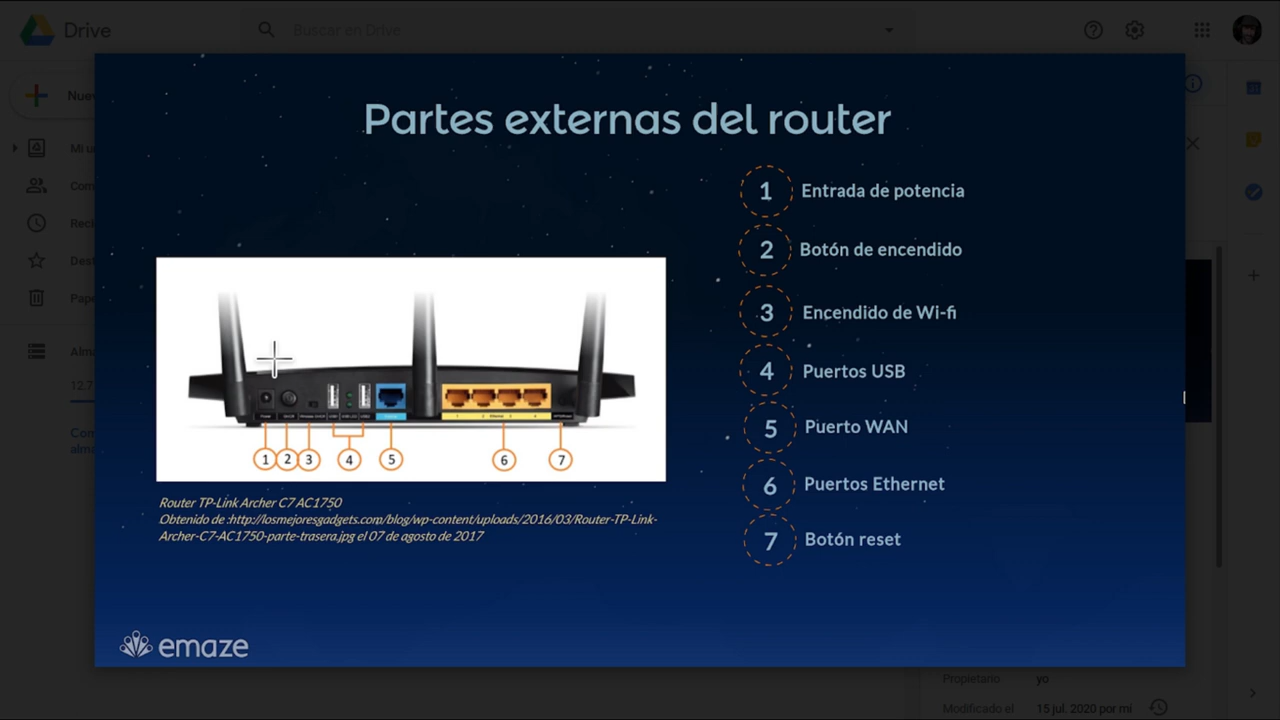 Drive
Buscar en Drive
Partes externas del router
1 Entrada de potencia
2 Botón de encendido
3 Encendido de Wi-fi
4 Puertos USB
5 Puerto WAN
6 Puertos Ethernet
7 Botón reset
1 2 3 4 5 6 7
Router TP-Link Archer C7 AC1750
Obtenido de :http://losmejoresgadgets.com/blog/wp-content/uploads/2016/03/Router-TP-Link-
Archer-C7-AC1750-parte-trasera.jpg el 07 de agosto de 2017
emaze
Propietario yo
Modificado el 15 jul. 2020 por mi